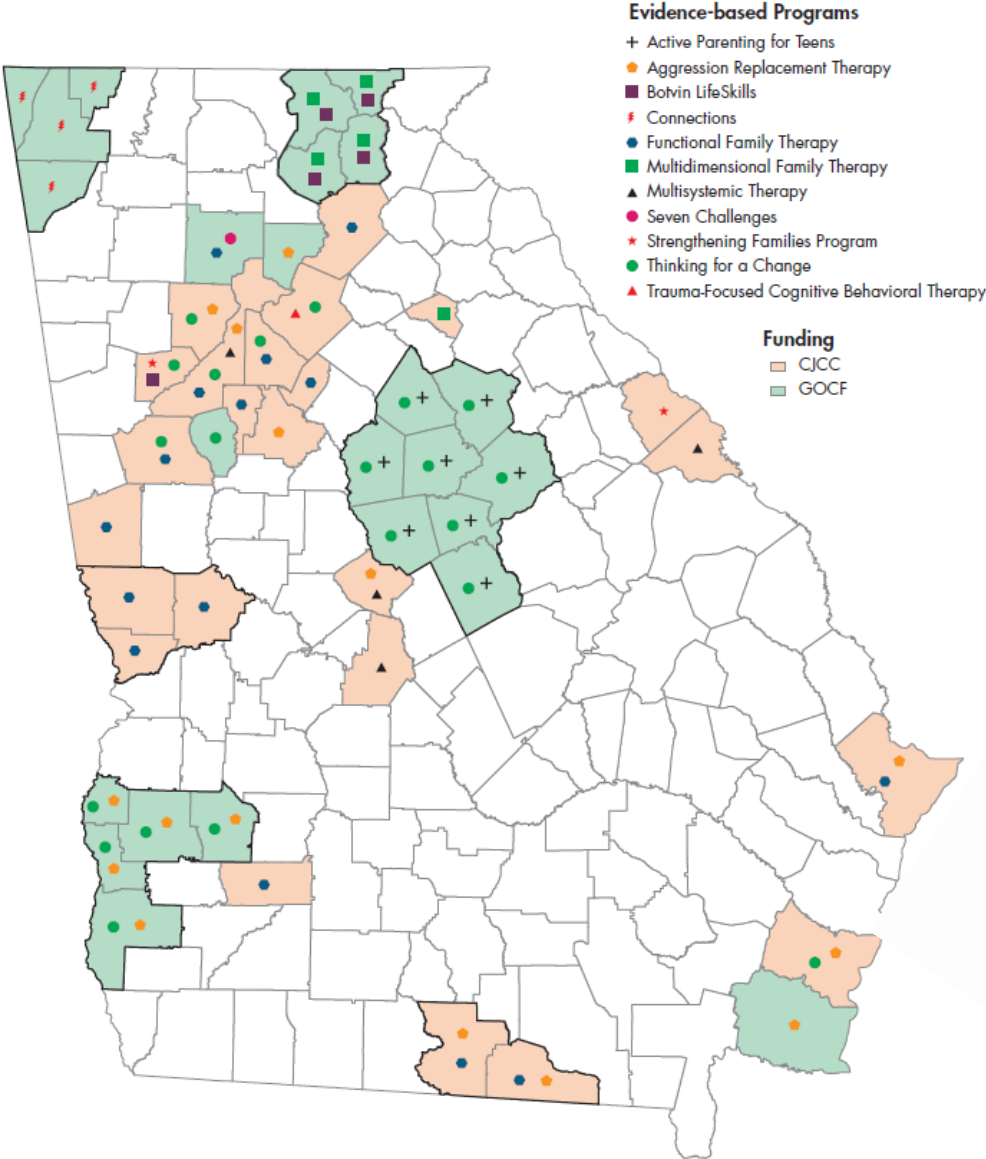 Evidence-based Programs
Active Parenting for Teens
Aggression Replacement Therapy
Botvin LifeSkills
Connections
Functional Family Therapy
Multidimensional Family Therapy
Multisystemic Therapy
Seven Challenges
Strengthening Families Program
Thinking for a Change
Trauma-Focused Cognitive Behavioral Therapy
Funding
CJCC
GOCF